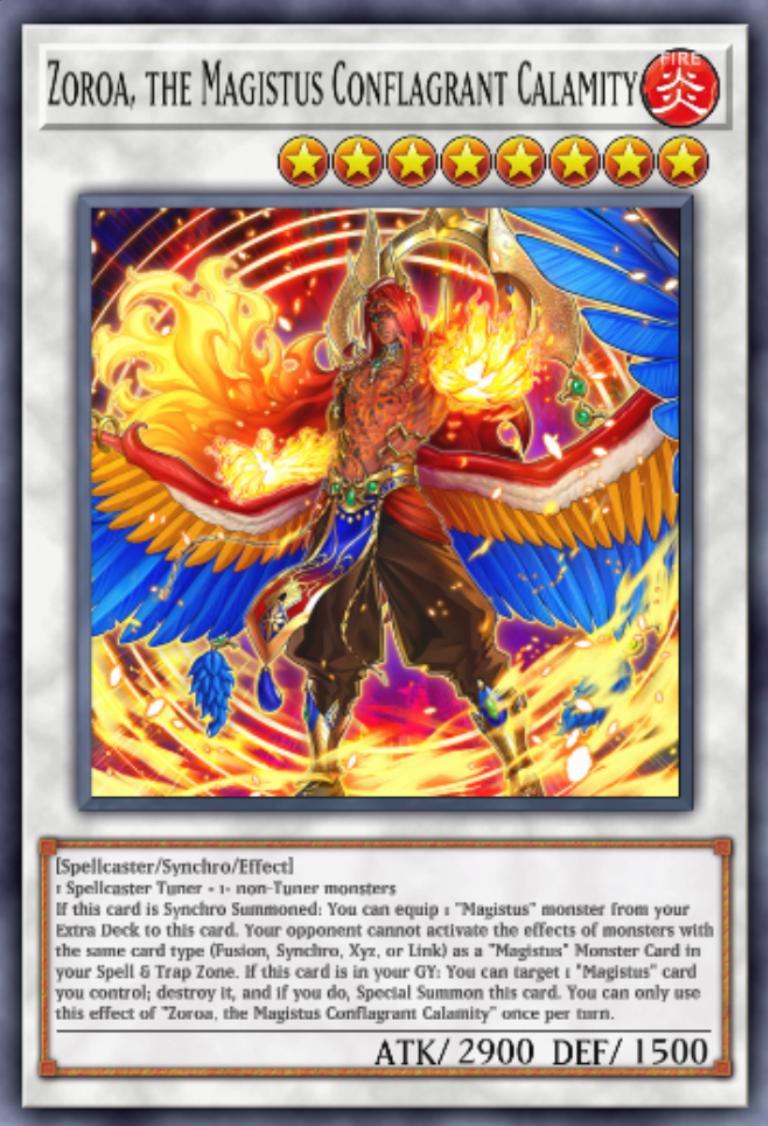 ZOROA, THE MAGISTUS CONFLAGRANT CALAMITY
FIRE
炎
[Spellcaster/Synchro/Effect]
1 Spellcaster Tuner + 1+ non-Tuner monsters
If this card is Synchro Summoned: You can equip 1 "Magistus" monster from your
Extra Deck to this card. Your opponent cannot activate the effects of monsters with
the same card type (Fusion, Synchro, Xyz, or Link) as a "Magistus" Monster Card in
your Spell & Trap Zone. If this card is in your GY: You can target 1 "Magistus" card
you control; destroy it, and if you do, Special Summon this card. You can only use
this effect of "Zoroa, the Magistus Conflagrant Calamity" once per turn.
ATK/ 2900 DEF/ 1500